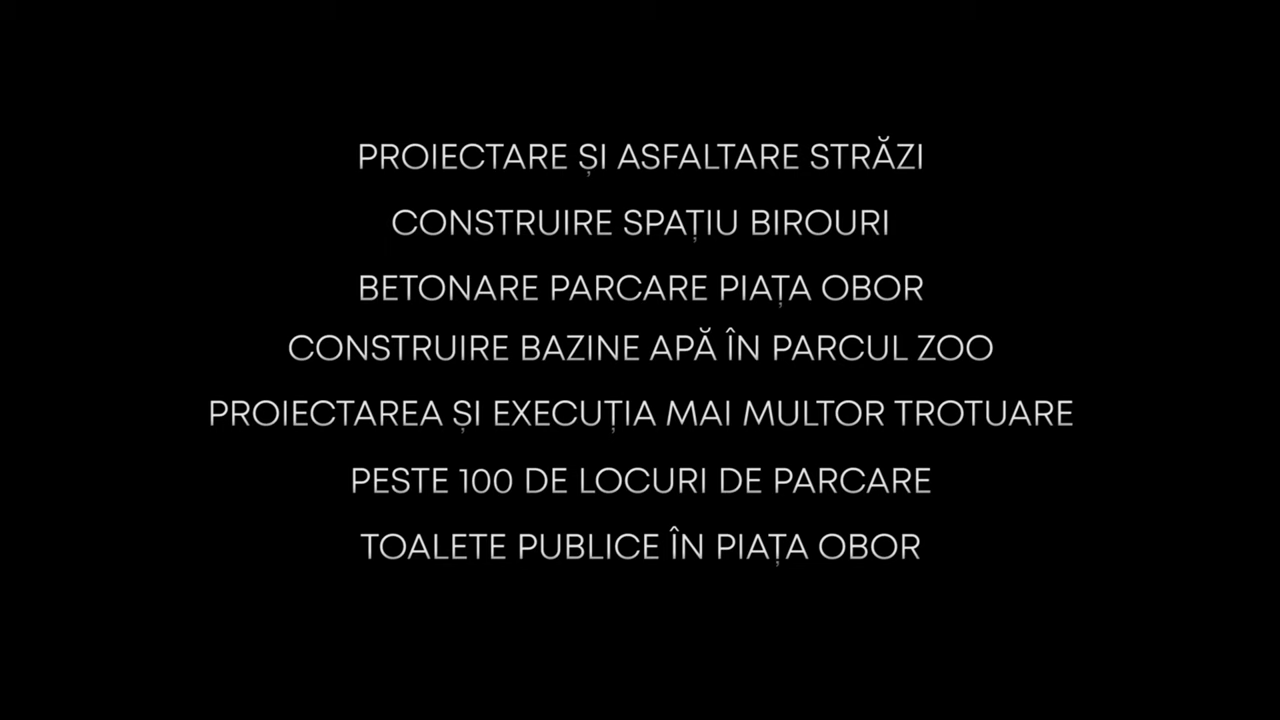 PROIECTARE ȘI ASFALTARE STRĂZI
CONSTRUIRE SPAȚIU BIROURI
BETONARE PARCARE PIAȚA OBOR
CONSTRUIRE BAZINE APĂ ÎN PARCUL ZOO
PROIECTAREA ȘI EXECUȚIA MAI MULTOR TROTUARE
PESTE 100 DE LOCURI DE PARCARE
TOALETE PUBLICE ÎN PIAȚA OBOR